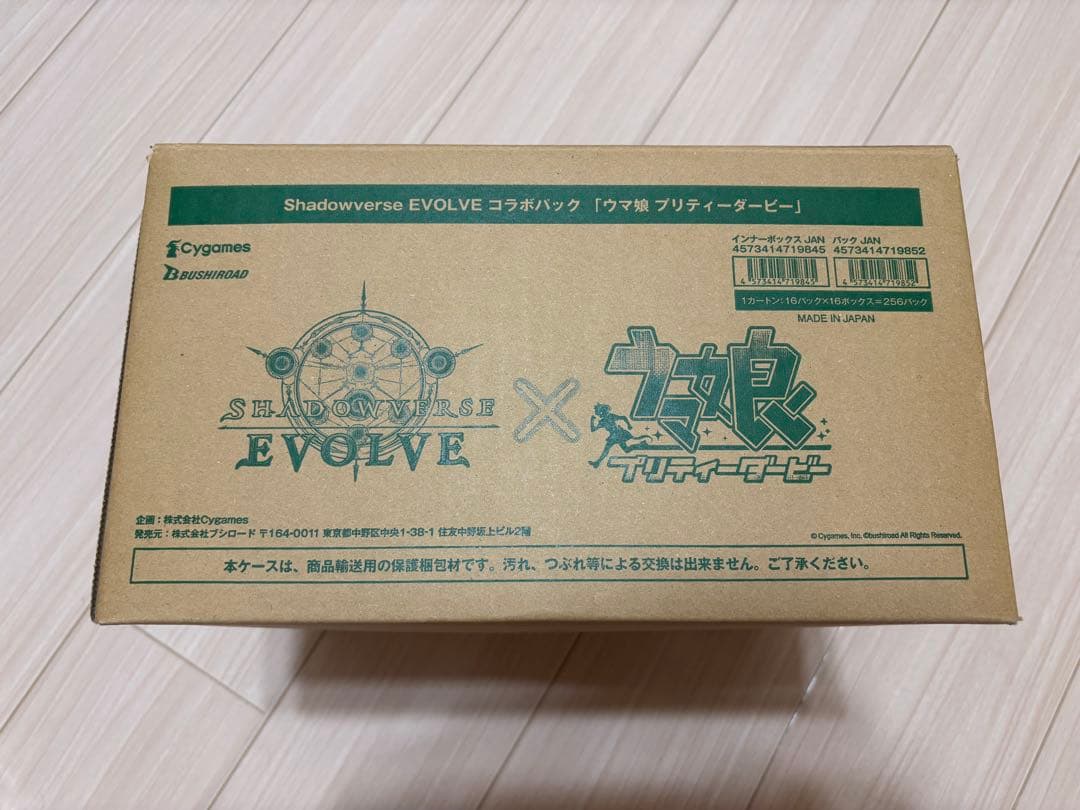 Shadowverse EVOLVE コラボパック 「ウマ娘 プリティーダービー」
Cygames
BUSHIROAD
インナーボックス JAN パック JAN
4573414719845 4573414719852
4 573414 719845 4 573414 719852
1カートン:16パック×16ボックス=256パック
MADE IN JAPAN
SHADOWVERSE
EVOLVE
×
ウマ娘
プリティーダービー
企画:株式会社Cygames
発売元:株式会社ブシロード 〒164-0011 東京都中野区中央1-38-1 住友中野坂上ビル2階
© Cygames, Inc. ©bushiroad All Rights Reserved.
本ケースは、商品輸送用の保護梱包材です。汚れ、つぶれ等による交換は出来ません。ご了承ください。